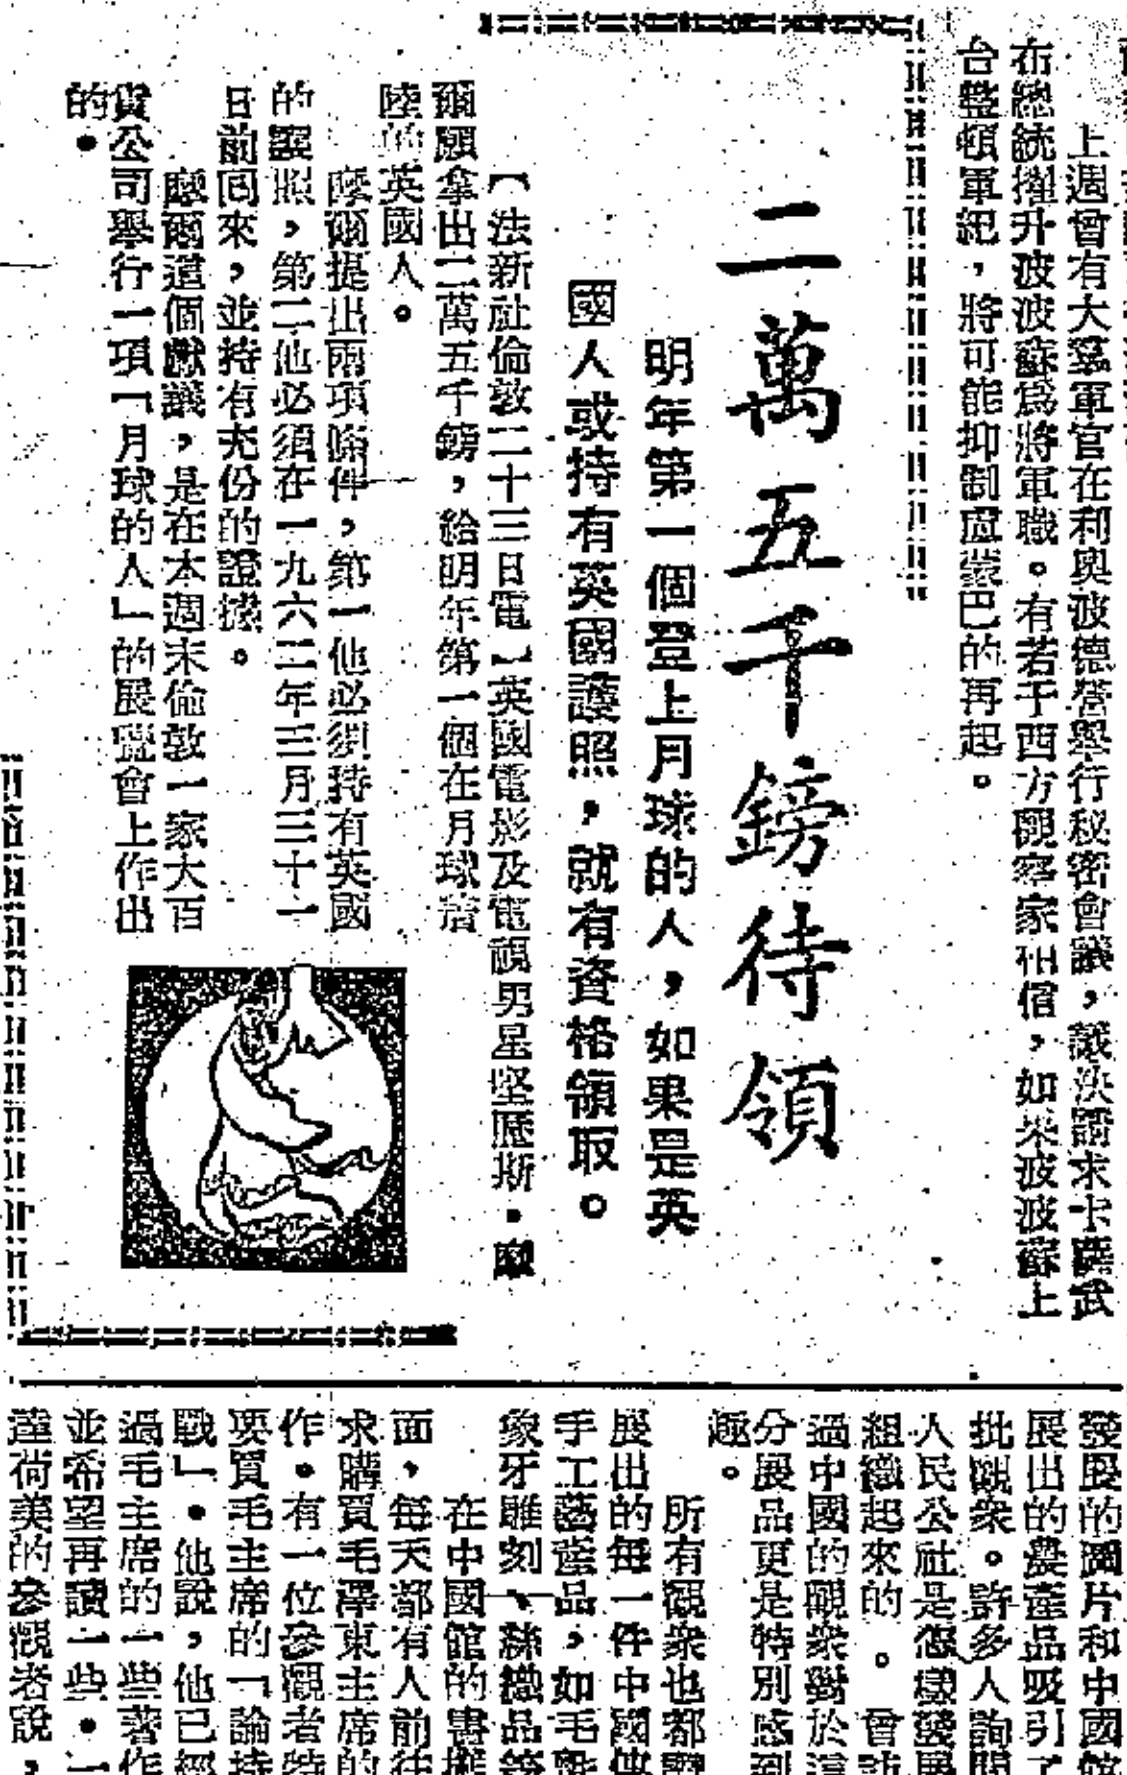 上週曾有大羣軍官在利奧波德營舉行秘密會議，議決請求卡薩武
布總統擢升波波蘇爲將軍職。有若干西方觀察家相信，如果波波蘇上
台整頓軍紀，將可能抑制盧蒙巴的再起。
二萬五千鎊待領
明年第一個登上月球的人，如果是英
國人或持有英國護照，就有資格領取。
【法新社倫敦二十三日電】英國電影及電視男星堅歷斯・摩
爾願拿出二萬五千鎊，給明年第一個在月球着
陸的英國人。
摩爾提出兩項條件，第一他必須持有英國
的護照，第二他必須在一九六二年三月三十一
日前回來，並持有充份的證據。
摩爾這個獻議，是在本週末倫敦一家大百
貨公司舉行一項「月球的人」的展覽會上作出
的。
發展的圖片和中國
展出的農產品吸引了
批觀衆。許多人詢問
人民公社是怎樣發展
組織起來的。曾訪
過中國的觀衆對於這
分展品更是特別感到
趣。
所有觀衆也都
展出的每一件中國
手工藝產品，如毛
象牙雕刻、絲織品等
在中國館的書攤
面，每天都有人前往
求購買毛澤東主席的
作。有一位參觀者特
要買毛主席的「論持
戰」。他說，他已經
過毛主席的一些著作
並希望再讀一些。一
達荷美的參觀者說，